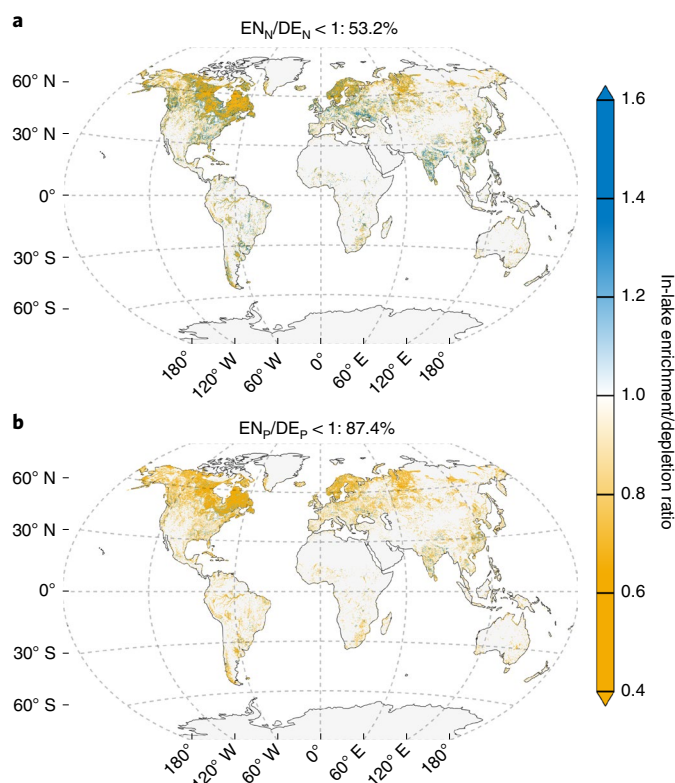 a
EN_N/DE_N < 1: 53.2%
60° N
30° N
0°
30° S
60° S
180°
120° W
60° W
0°
60° E
120° E
180°
b
EN_P/DE_P < 1: 87.4%
60° N
30° N
0°
30° S
60° S
180°
120° W
60° W
0°
60° E
120° E
180°
1.6
1.4
1.2
1.0
0.8
0.6
0.4
In-lake enrichment/depletion ratio